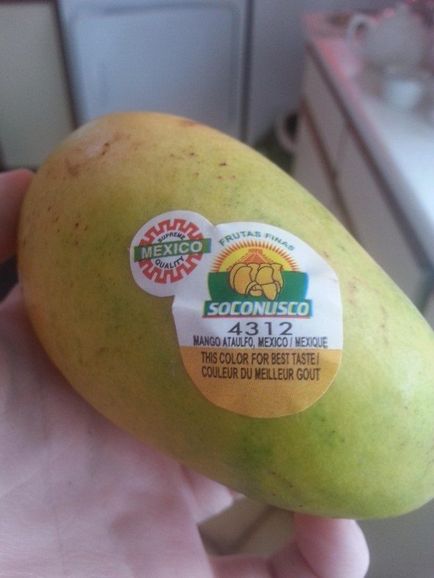 SUPREME
MEXICO
QUALITY
FRUTAS FINAS
SOCONUSCO
4312
MANGO ATAULFO, MEXICO / MEXIQUE
THIS COLOR FOR BEST TASTE /
COULEUR DU MEILLEUR GOUT